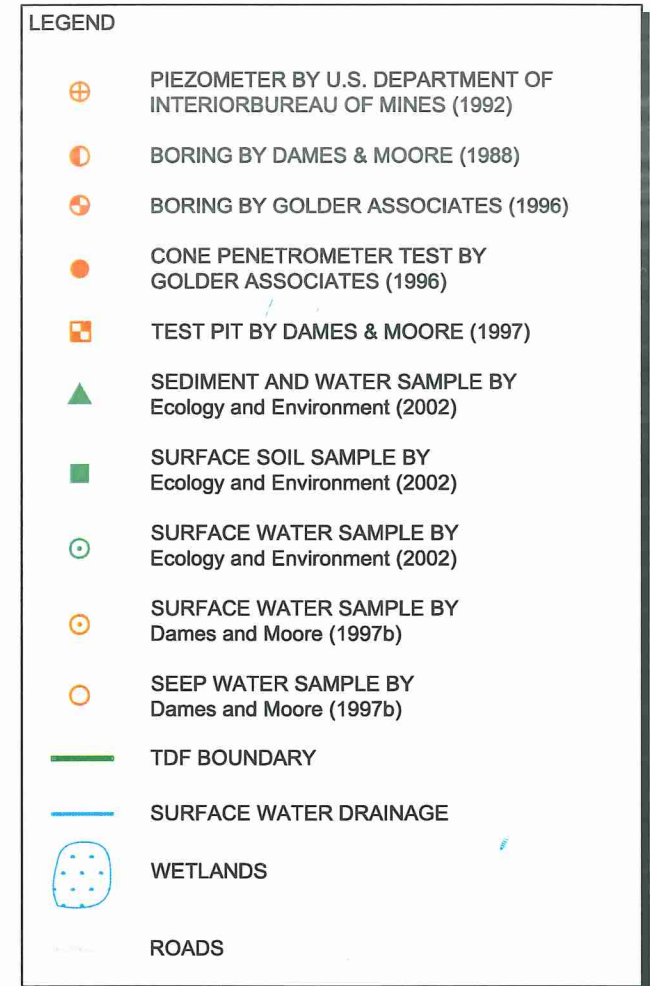 LEGEND
PIEZOMETER BY U.S. DEPARTMENT OF
INTERIORBUREAU OF MINES (1992)
BORING BY DAMES & MOORE (1988)
BORING BY GOLDER ASSOCIATES (1996)
CONE PENETROMETER TEST BY
GOLDER ASSOCIATES (1996)
TEST PIT BY DAMES & MOORE (1997)
SEDIMENT AND WATER SAMPLE BY
Ecology and Environment (2002)
SURFACE SOIL SAMPLE BY
Ecology and Environment (2002)
SURFACE WATER SAMPLE BY
Ecology and Environment (2002)
SURFACE WATER SAMPLE BY
Dames and Moore (1997b)
SEEP WATER SAMPLE BY
Dames and Moore (1997b)
TDF BOUNDARY
SURFACE WATER DRAINAGE
WETLANDS
ROADS